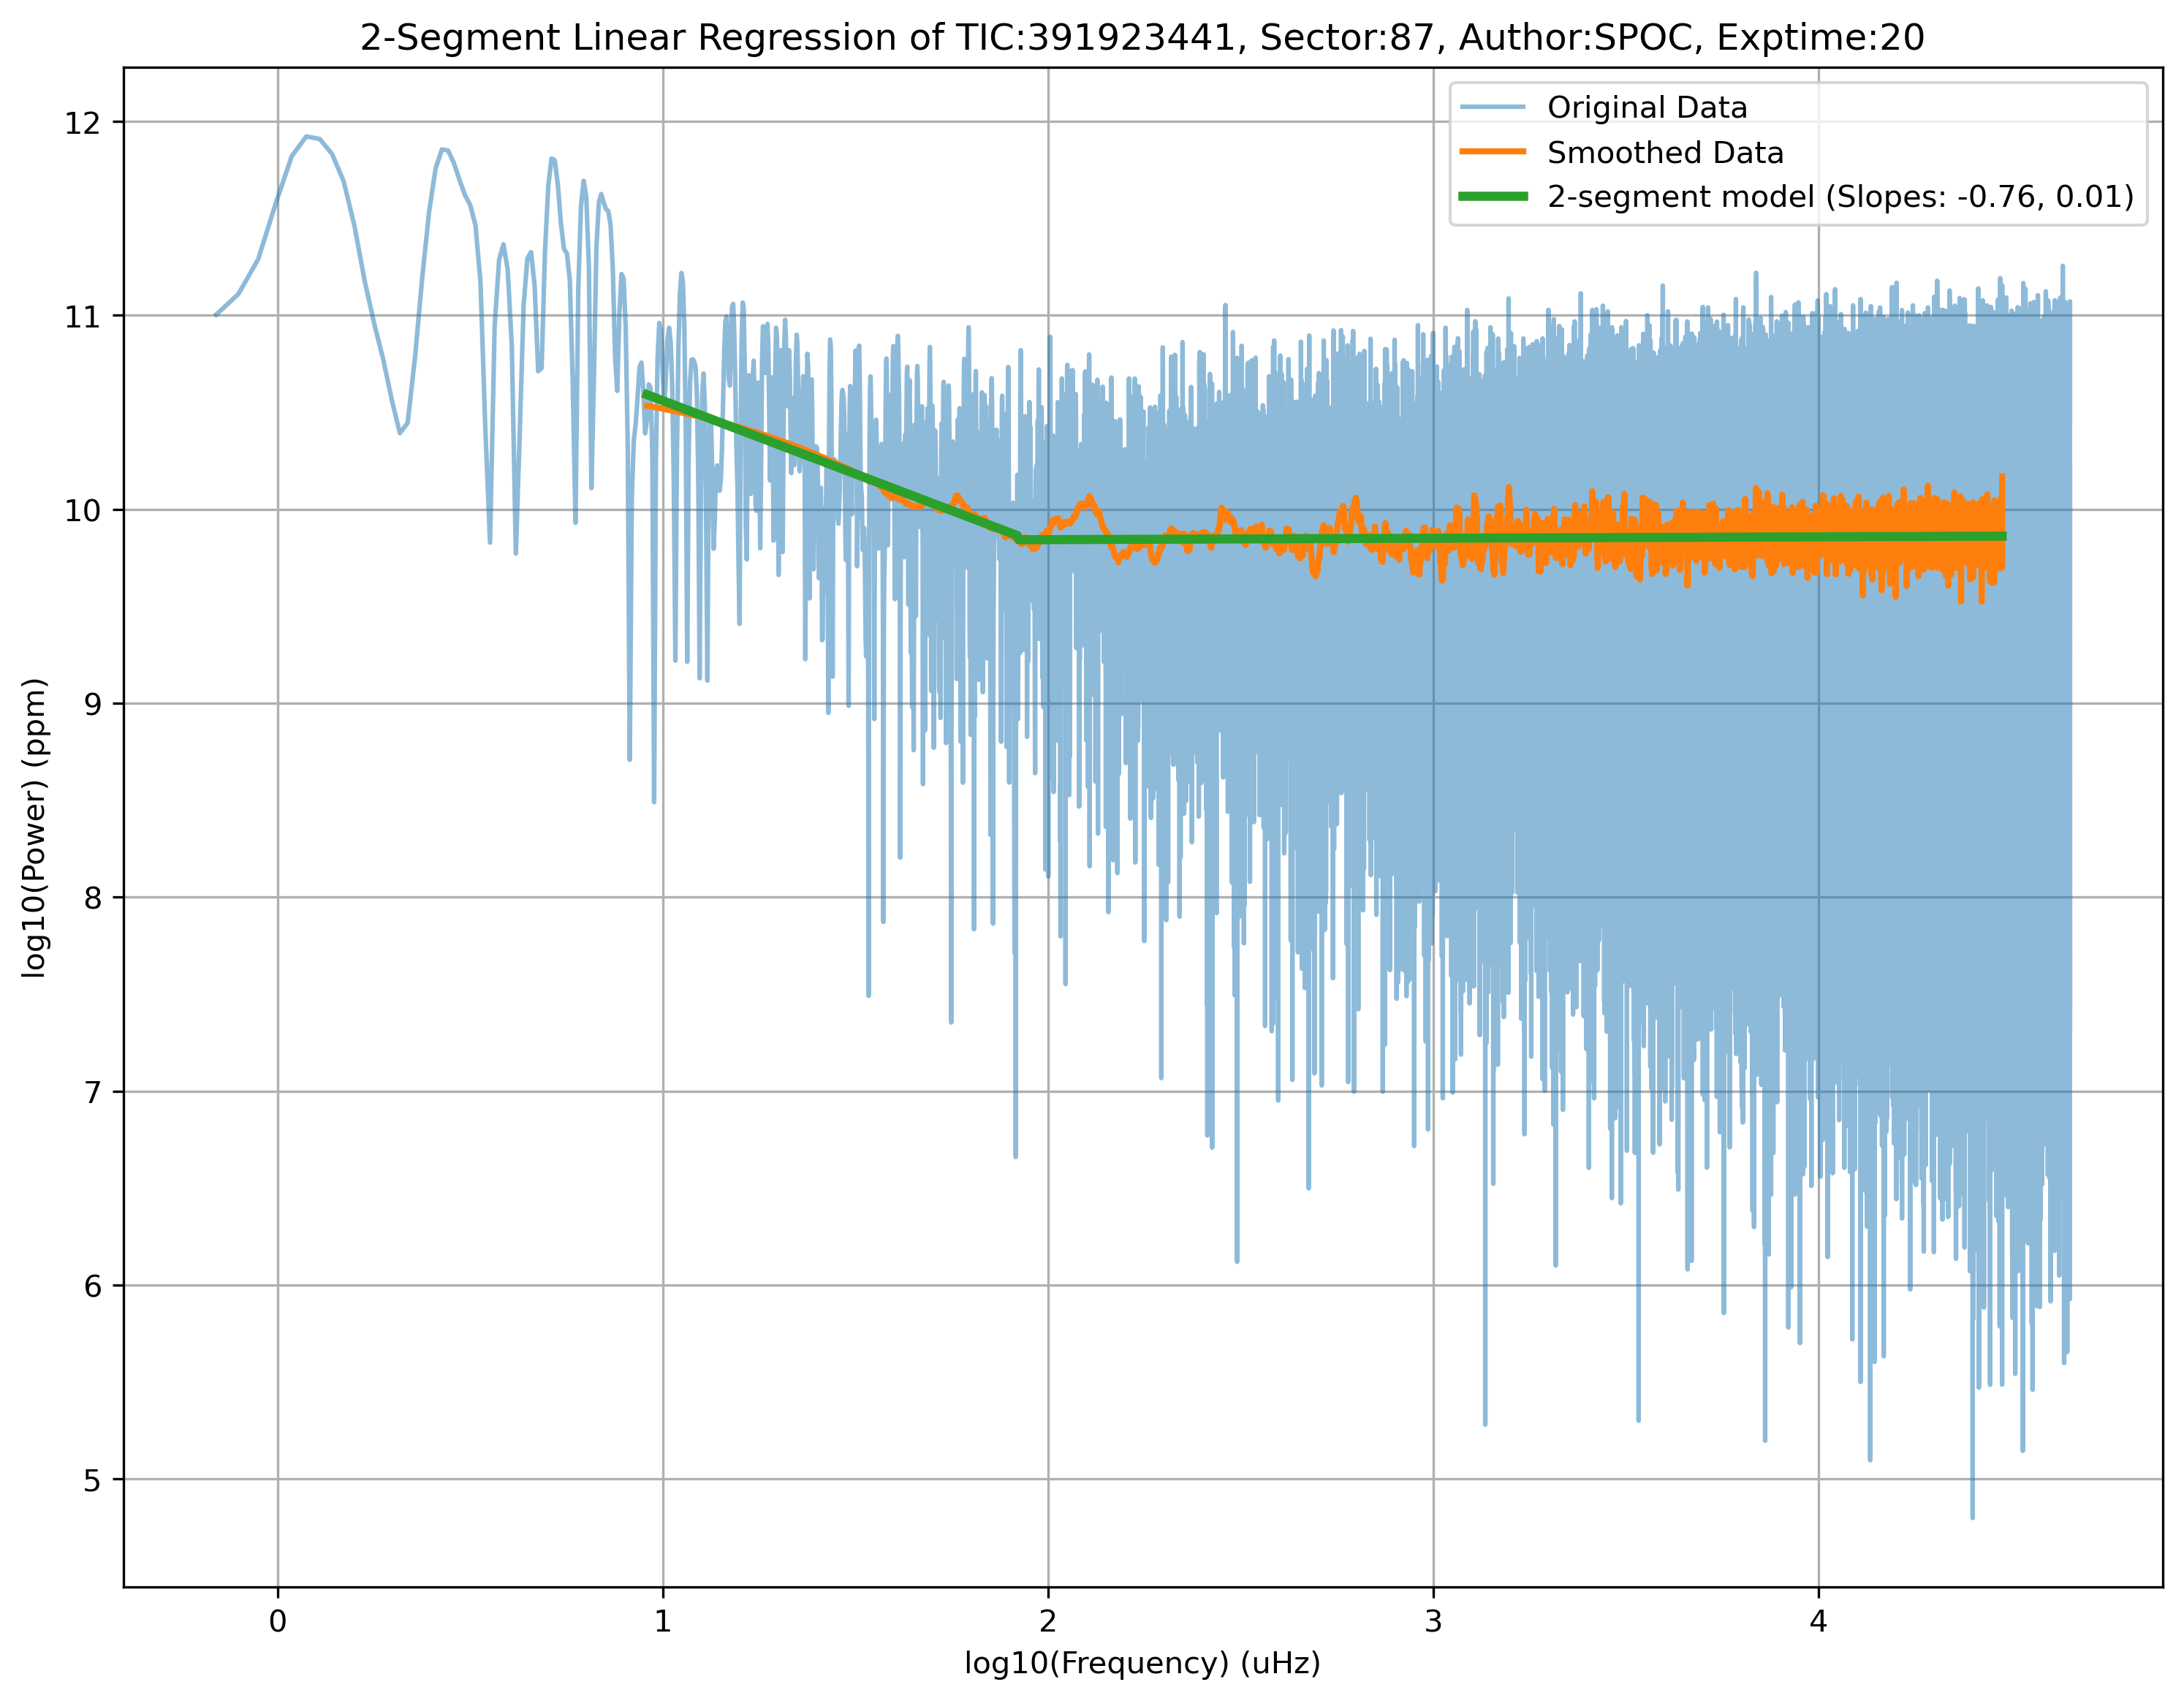 2-Segment Linear Regression of TIC:391923441, Sector:87, Author:SPOC, Exptime:20
Original Data
Smoothed Data
2-segment model (Slopes: -0.76, 0.01)
log10(Power) (ppm)
12
11
10
9
8
7
6
5
0 1 2 3 4
log10(Frequency) (uHz)